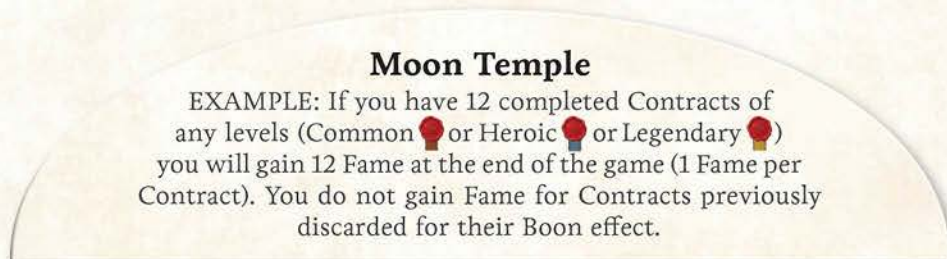 Moon Temple
EXAMPLE: If you have 12 completed Contracts of
any levels (Common or Heroic or Legendary )
you will gain 12 Fame at the end of the game (1 Fame per
Contract). You do not gain Fame for Contracts previously
discarded for their Boon effect.